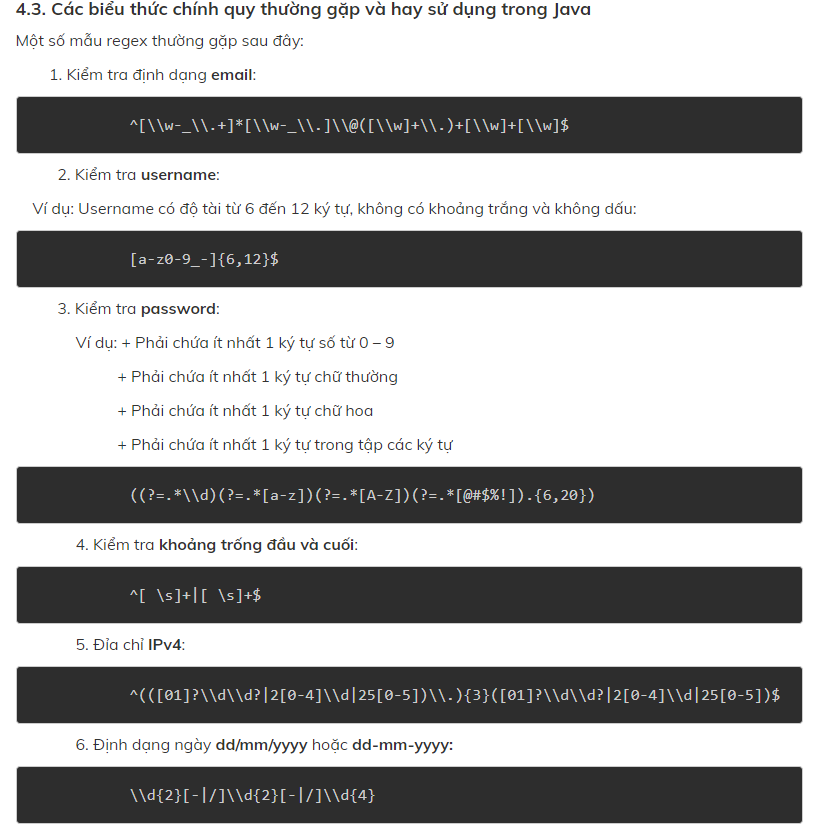 4.3. Các biểu thức chính quy thường gặp và hay sử dụng trong Java
Một số mẫu regex thường gặp sau đây:
1. Kiểm tra định dạng email:
^[\\w-_\\.+]*[\\w-_\\.]\\@([\\w]+\\.)+[\\w]+[\\w]$
2. Kiểm tra username:
Ví dụ: Username có độ tài từ 6 đến 12 ký tự, không có khoảng trắng và không dấu:
[a-z0-9_-]{6,12}$
3. Kiểm tra password:
Ví dụ: + Phải chứa ít nhất 1 ký tự số từ 0 – 9
+ Phải chứa ít nhất 1 ký tự chữ thường
+ Phải chứa ít nhất 1 ký tự chữ hoa
+ Phải chứa ít nhất 1 ký tự trong tập các ký tự
((?=.*\\d)(?=.*[a-z])(?=.*[A-Z])(?=.*[@#$%!]).{6,20})
4. Kiểm tra khoảng trống đầu và cuối:
^[ \s]+|[ \s]+$
5. Đỉa chỉ IPv4:
^(([01]?\\d\\d?|2[0-4]\\d|25[0-5])\\.){3}([01]?\\d\\d?|2[0-4]\\d|25[0-5])$
6. Định dạng ngày dd/mm/yyyy hoặc dd-mm-yyyy:
\\d{2}[-|/]\\d{2}[-|/]\\d{4}